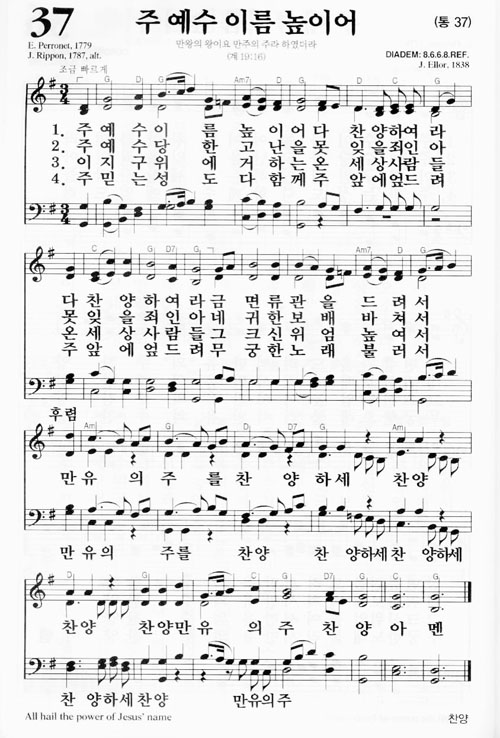 37 주 예수 이름 높이어 (통 37)
E. Perronet, 1779 만왕의 왕이요 만주의 주라 하였더라 DIADEM: 8.6.6.8.REF.
J. Rippon, 1787, alt. (계 19:16) J. Ellor, 1838
조금 빠르게
G D G Am7 D G
1. 주 예 수 이 름 높 이 어 다 찬 양 하 여 라
2. 주 예 수 당 한 고 난 을 못 잊 을 죄 인 아
3. 이 지 구 위 에 거 하 는 온 세 상 사 람 들
4. 주 믿 는 성 도 다 함 께 주 앞 에 엎 드 려
C G D7 G Am7 D G
다 찬 양 하 여 라 금 면 류 관 을 드 려 서
못 잊 을 죄 인 아 네 귀 한 보 배 바 쳐 서
온 세 상 사 람 들 그 크 신 위 엄 높 여 서
주 앞 에 엎 드 려 무 궁 한 노 래 불 러 서
후렴
만 유 의 주 를 찬 양 하 세 찬 양
만 유 의 주 를 찬 양 찬 양 하 세 찬 양 하 세
찬 양 찬 양 만 유 의 주 찬 양 아 멘
찬 양 하 세 찬 양 만 유 의 주
All hail the power of Jesus' name 찬양